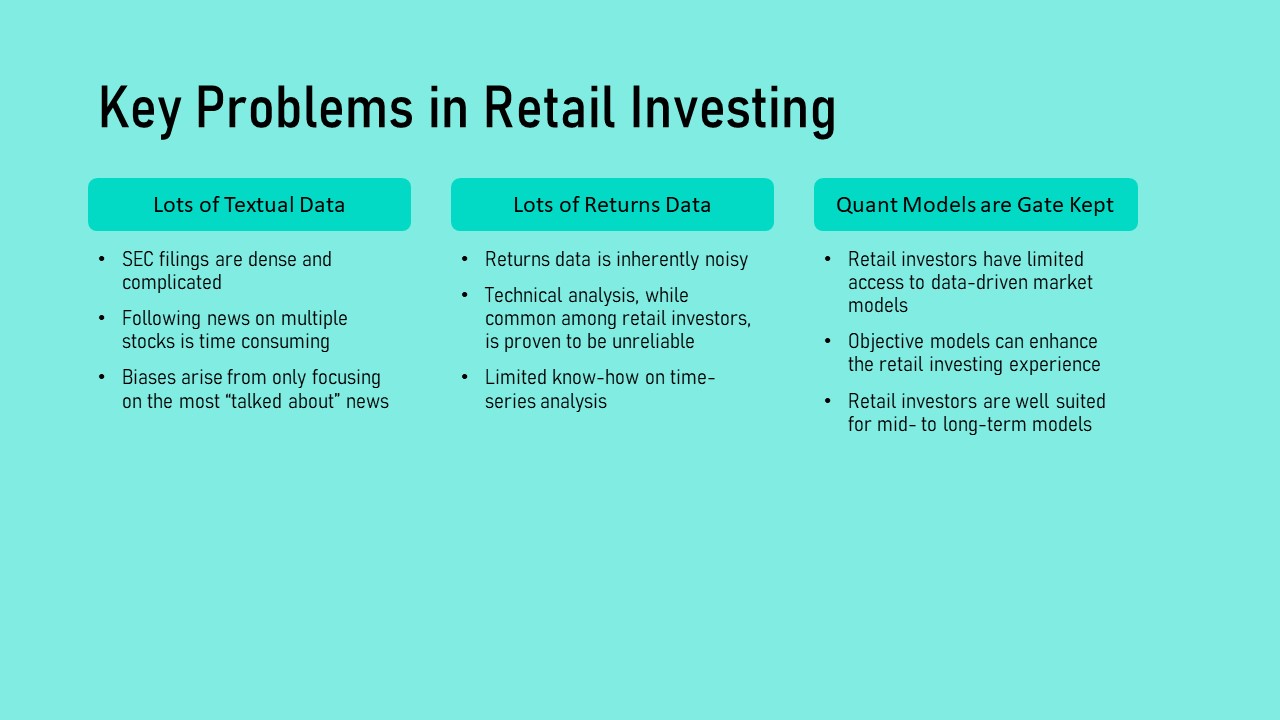 Key Problems in Retail Investing
Lots of Textual Data
• SEC filings are dense and
complicated
• Following news on multiple
stocks is time consuming
• Biases arise from only focusing
on the most “talked about” news
Lots of Returns Data
• Returns data is inherently noisy
• Technical analysis, while
common among retail investors,
is proven to be unreliable
• Limited know-how on time-
series analysis
Quant Models are Gate Kept
• Retail investors have limited
access to data-driven market
models
• Objective models can enhance
the retail investing experience
• Retail investors are well suited
for mid- to long-term models